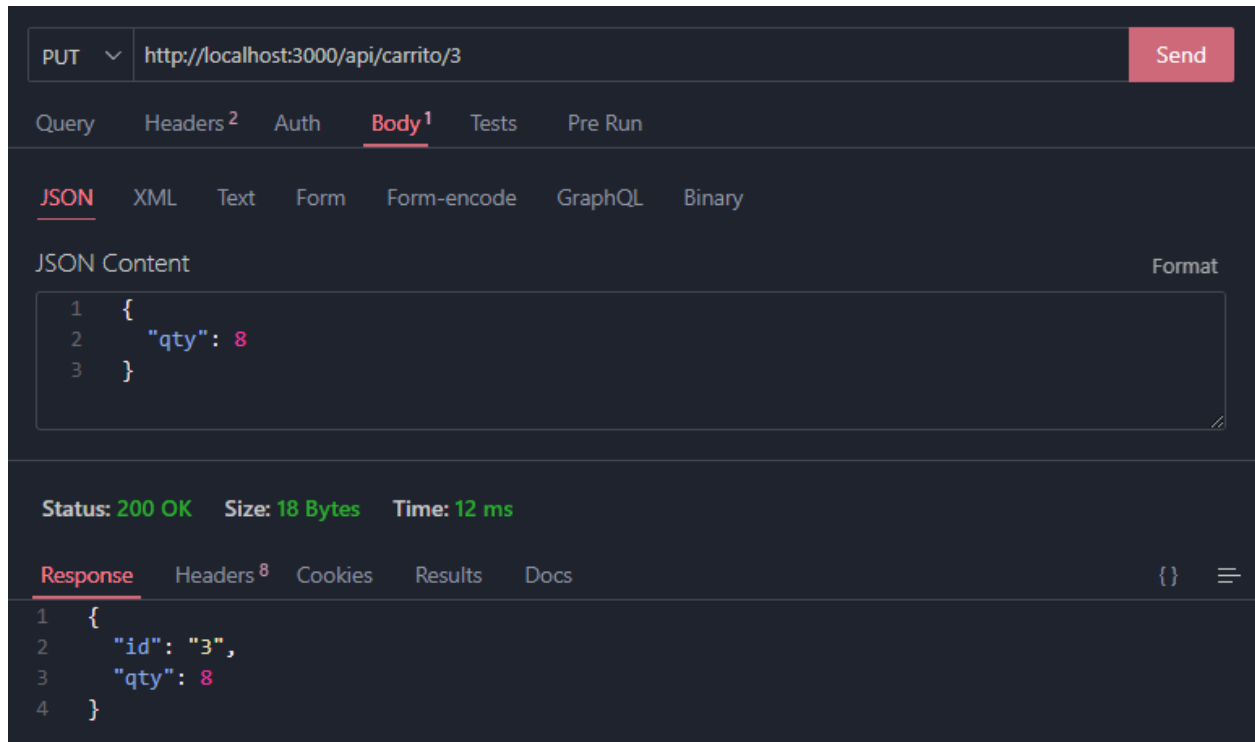 PUT http://localhost:3000/api/carrito/3 Send
Query Headers 2 Auth Body 1 Tests Pre Run
JSON XML Text Form Form-encode GraphQL Binary
JSON Content Format
1 {
2 "qty": 8
3 }
Status: 200 OK Size: 18 Bytes Time: 12 ms
Response Headers 8 Cookies Results Docs { }
1 {
2 "id": "3",
3 "qty": 8
4 }